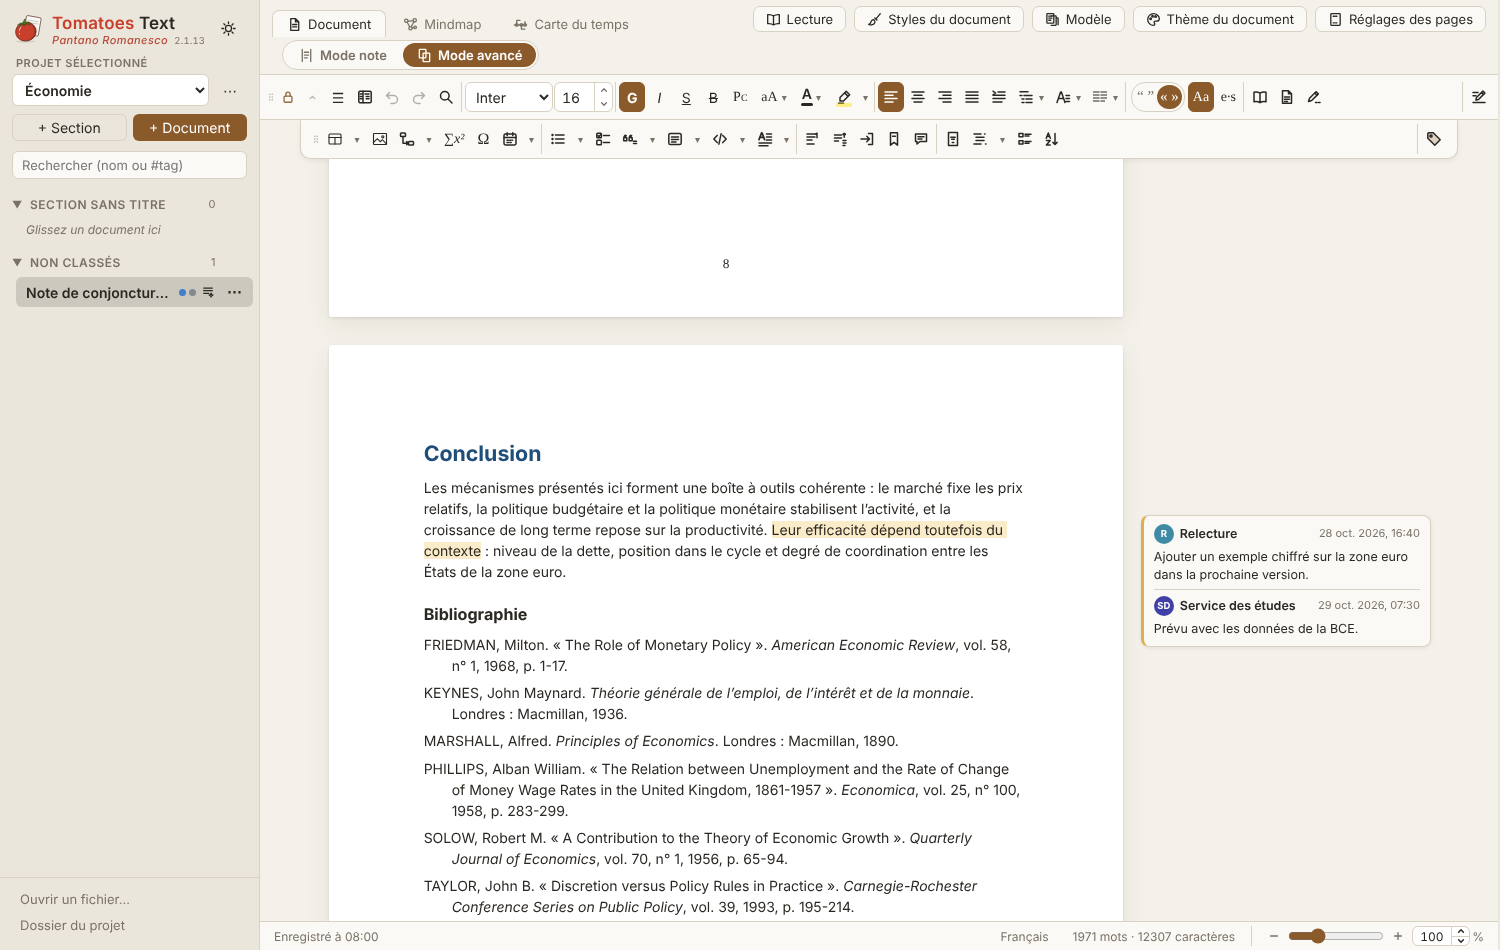 Tomatoes Text
Pantano Romanesco 2.1.13
PROJET SÉLECTIONNÉ
Économie
+ Section
+ Document
Rechercher (nom ou #tag)
SECTION SANS TITRE 0
Glissez un document ici
NON CLASSÉS 1
Note de conjonctur...
Ouvrir un fichier...
Dossier du projet
Document
Mindmap
Carte du temps
Lecture
Styles du document
Modèle
Thème du document
Réglages des pages
Mode note
Mode avancé
Inter
16
G I S B Pc aA A
“ ” « » Aa e·s
∑x² Ω
8
Conclusion
Les mécanismes présentés ici forment une boîte à outils cohérente : le marché fixe les prix
relatifs, la politique budgétaire et la politique monétaire stabilisent l’activité, et la
croissance de long terme repose sur la productivité. Leur efficacité dépend toutefois du
contexte : niveau de la dette, position dans le cycle et degré de coordination entre les
États de la zone euro.
Bibliographie
FRIEDMAN, Milton. « The Role of Monetary Policy ». American Economic Review, vol. 58,
n° 1, 1968, p. 1-17.
KEYNES, John Maynard. Théorie générale de l’emploi, de l’intérêt et de la monnaie.
Londres : Macmillan, 1936.
MARSHALL, Alfred. Principles of Economics. Londres : Macmillan, 1890.
PHILLIPS, Alban William. « The Relation between Unemployment and the Rate of Change
of Money Wage Rates in the United Kingdom, 1861-1957 ». Economica, vol. 25, n° 100,
1958, p. 283-299.
SOLOW, Robert M. « A Contribution to the Theory of Economic Growth ». Quarterly
Journal of Economics, vol. 70, n° 1, 1956, p. 65-94.
TAYLOR, John B. « Discretion versus Policy Rules in Practice ». Carnegie-Rochester
Conference Series on Public Policy, vol. 39, 1993, p. 195-214.
R Relecture 28 oct. 2026, 16:40
Ajouter un exemple chiffré sur la zone euro
dans la prochaine version.
SD Service des études 29 oct. 2026, 07:30
Prévu avec les données de la BCE.
Enregistré à 08:00
Français
1971 mots · 12307 caractères
− + 100 %